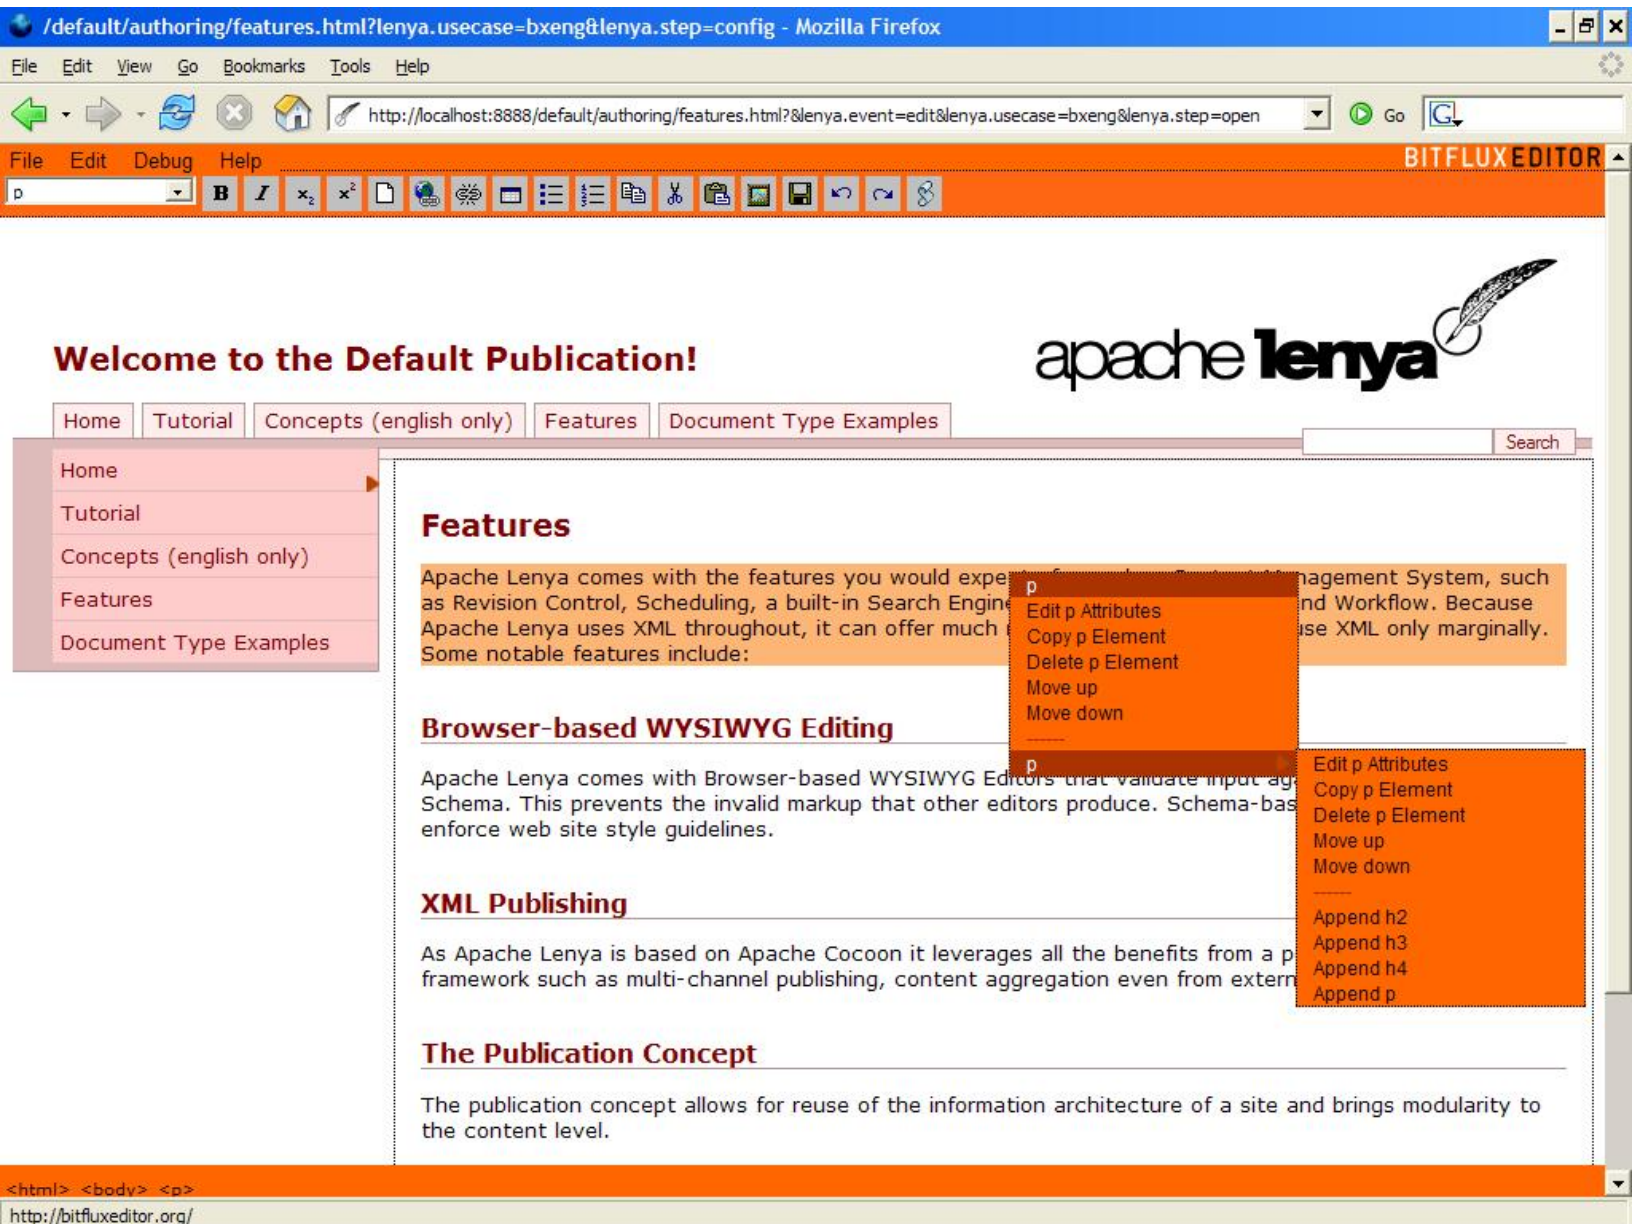 /default/authoring/features.html?lenya.usecase=bxeng&lenya.step=config - Mozilla Firefox
File Edit View Go Bookmarks Tools Help
http://localhost:8888/default/authoring/features.html?&lenya.event=edit&lenya.usecase=bxeng&lenya.step=open Go G
File Edit Debug Help BITFLUXEDITOR
p B I x2 x2
apache lenya
Welcome to the Default Publication!
Home Tutorial Concepts (english only) Features Document Type Examples
Search
Home
Tutorial
Concepts (english only)
Features
Document Type Examples
Features
Apache Lenya comes with the features you would nagement System, such
as Revision Control, Scheduling, a built-in Search Engine nd Workflow. Because
Apache Lenya uses XML throughout, it can offer much use XML only marginally.
Some notable features include:
p
Edit p Attributes
Copy p Element
Delete p Element
Move up
Move down
------
p
Edit p Attributes
Copy p Element
Delete p Element
Move up
Move down
------
Append h2
Append h3
Append h4
Append p
Browser-based WYSIWYG Editing
Apache Lenya comes with Browser-based WYSIWYG Editors that validate input
Schema. This prevents the invalid markup that other editors produce. Schema-bas
enforce web site style guidelines.
XML Publishing
As Apache Lenya is based on Apache Cocoon it leverages all the benefits from a p
framework such as multi-channel publishing, content aggregation even from extern
The Publication Concept
The publication concept allows for reuse of the information architecture of a site and brings modularity to
the content level.
<html> <body> <p>
http://bitfluxeditor.org/